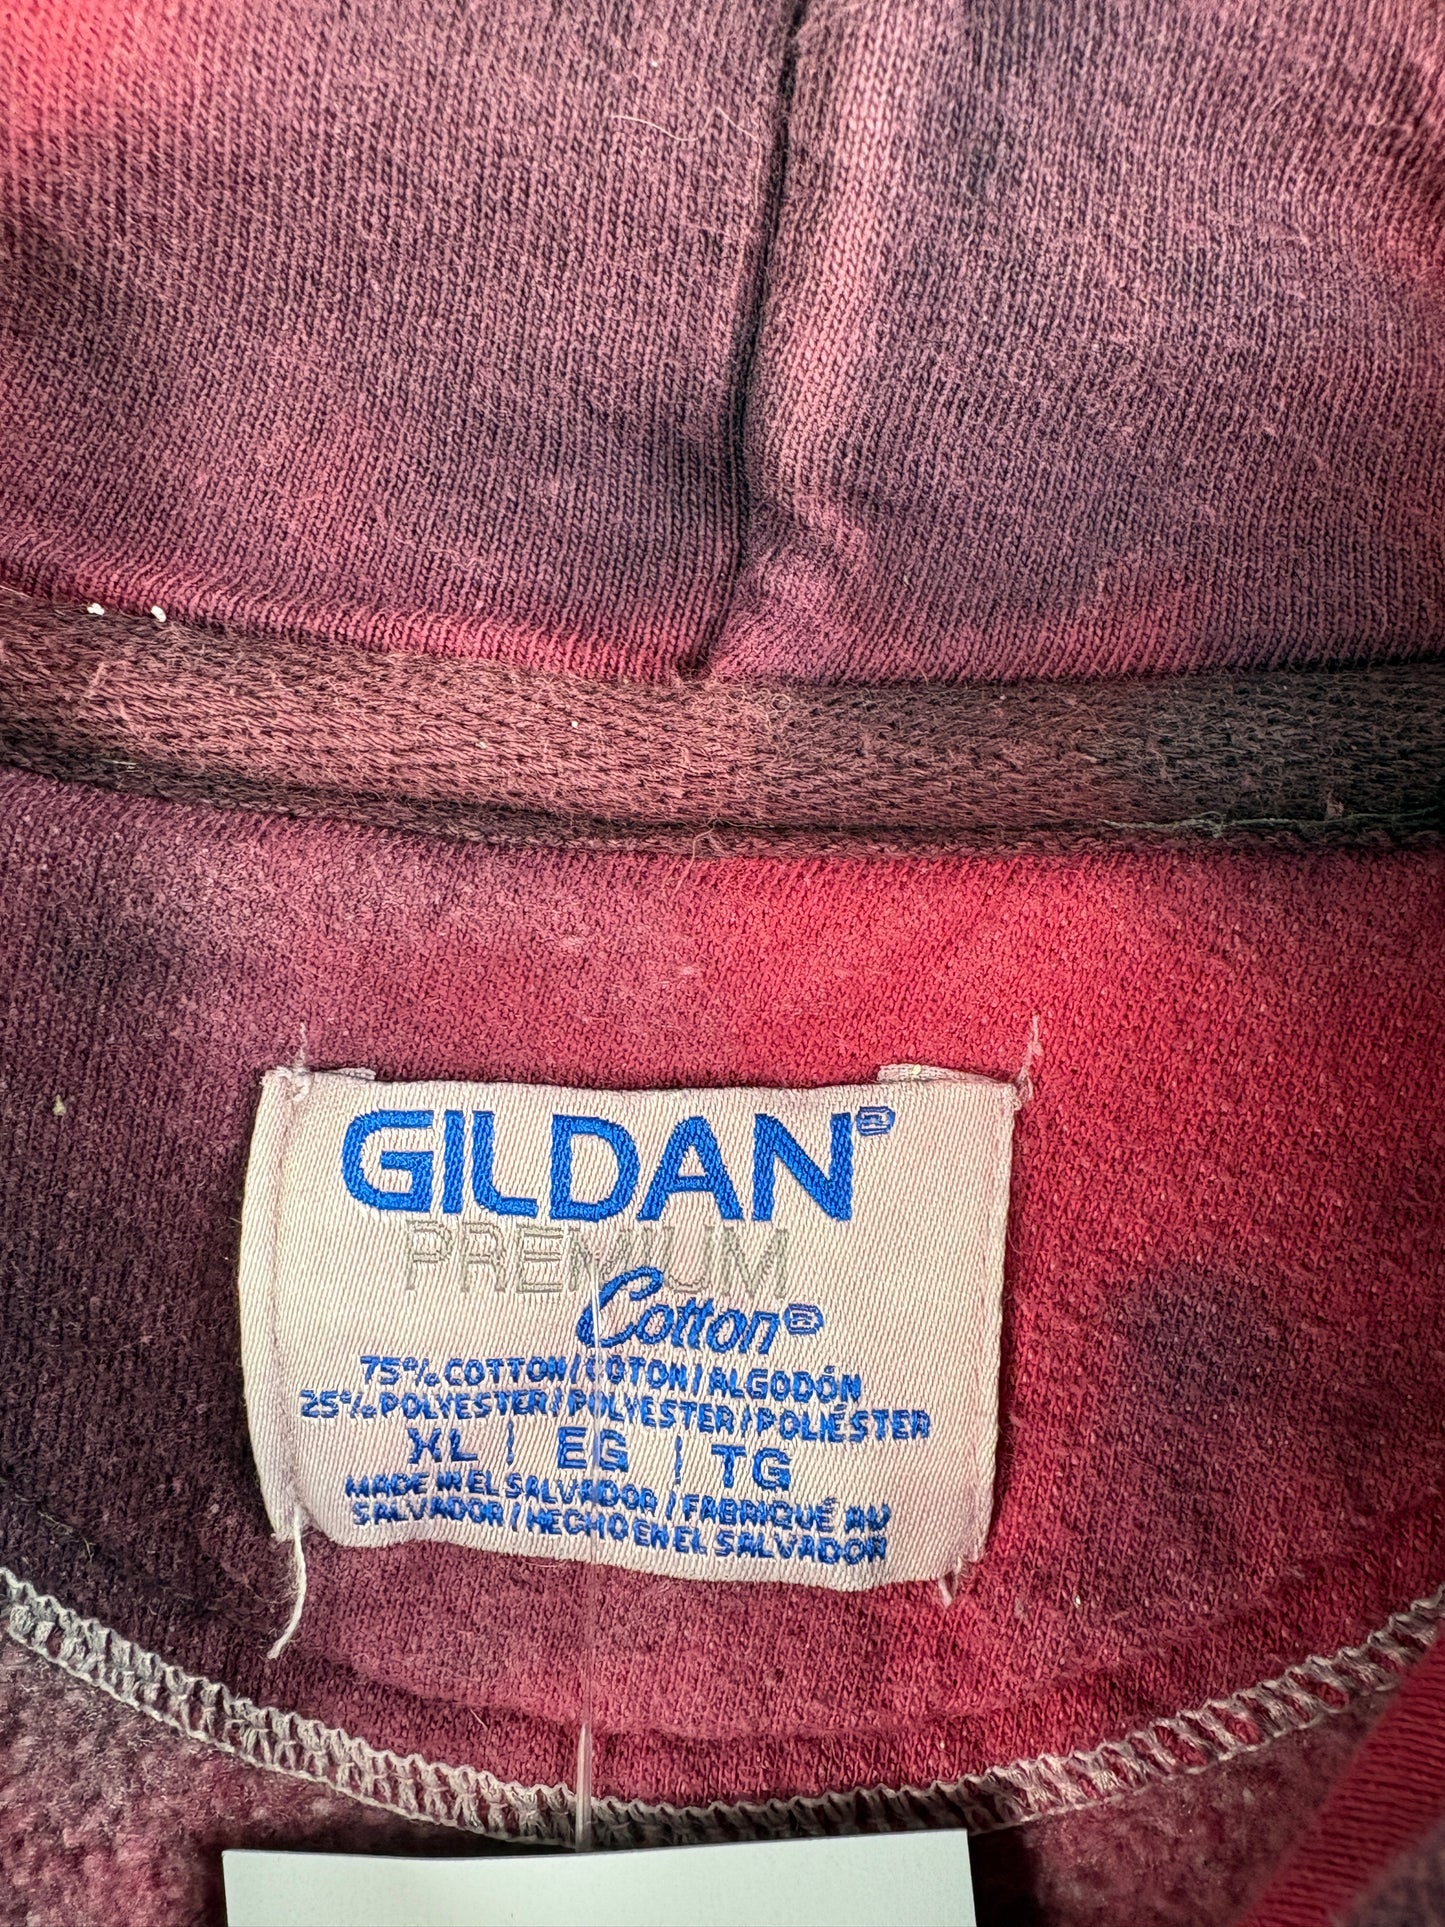 GILDAN®
PREMIUM
Cotton®
75% COTTON / COTON / ALGODÓN
25% POLYESTER / POLYESTER / POLIÉSTER
XL | EG | TG
MADE IN EL SALVADOR / FABRIQUÉ AU
SALVADOR / HECHO EN EL SALVADOR